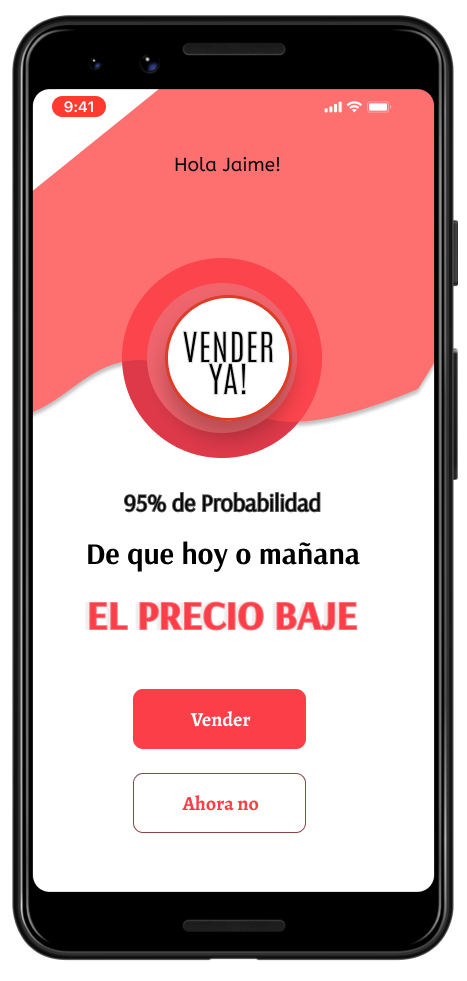 9:41
Hola Jaime!
VENDER
YA!
95% de Probabilidad
De que hoy o mañana
EL PRECIO BAJE
Vender
Ahora no